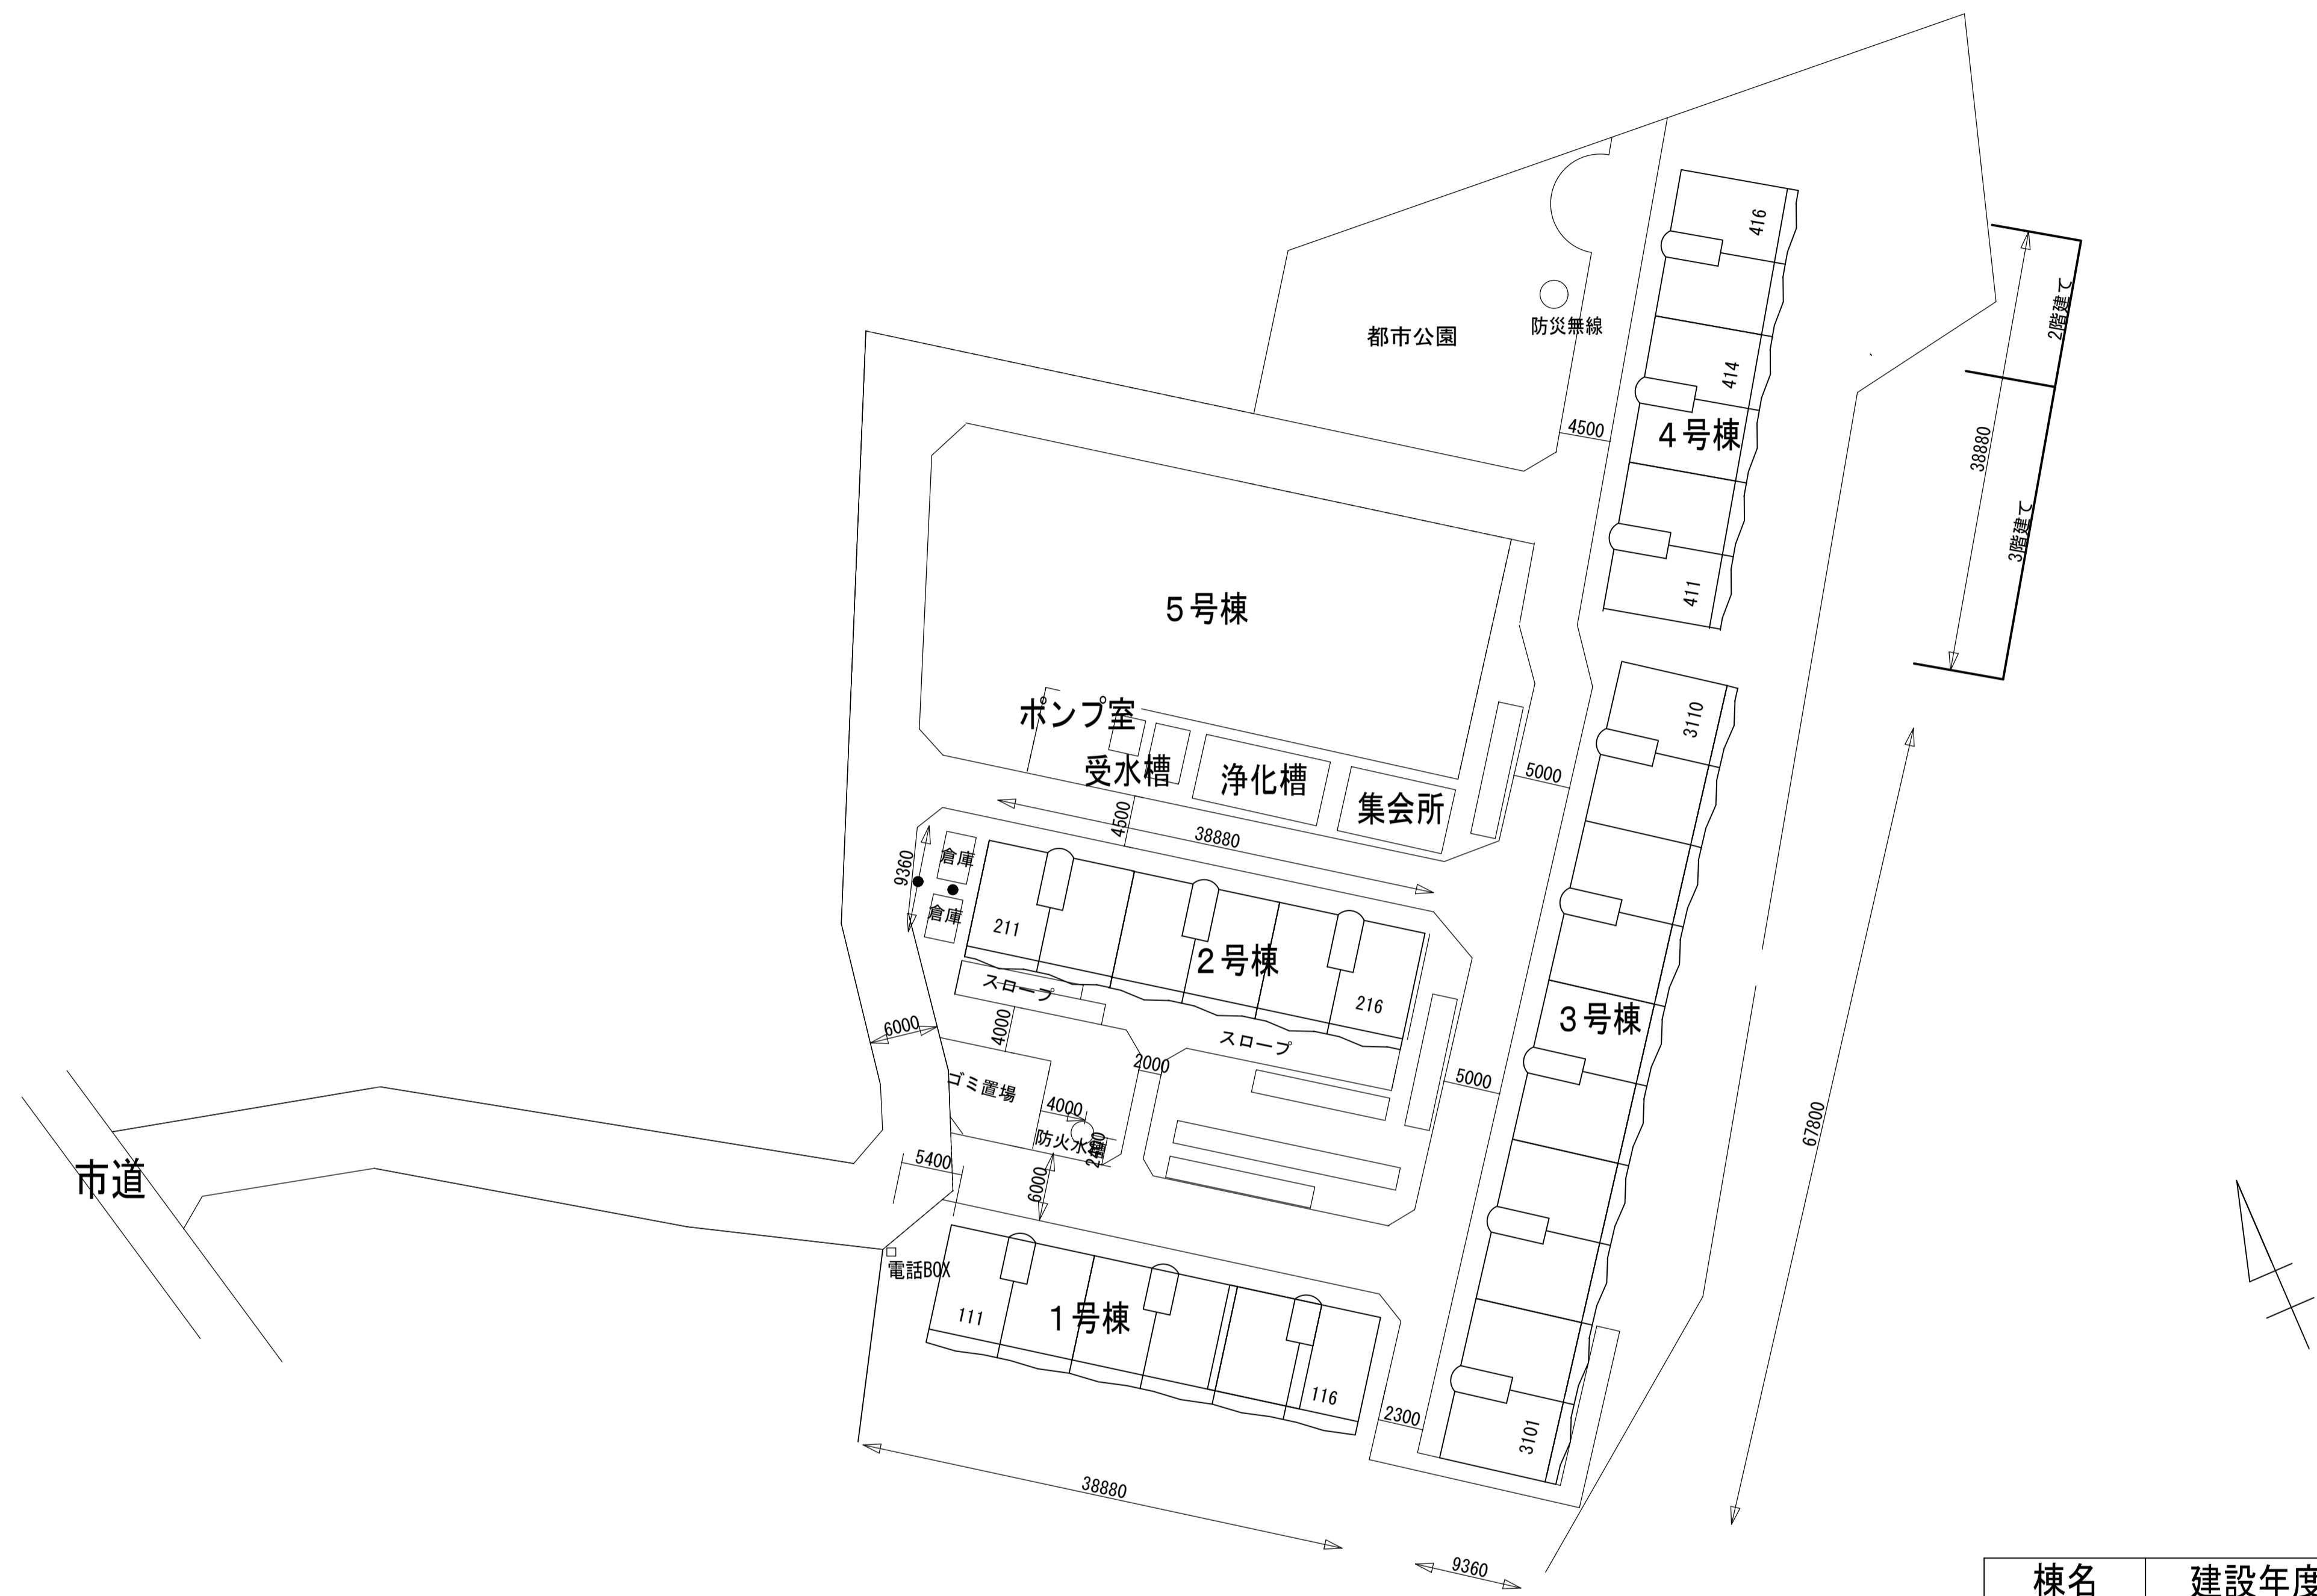 416
2階建て
防災無線
都市公園
414
4500
4号棟
38880
3階建て
411
5号棟
3110
ポンプ室
受水槽
浄化槽
集会所
5000
4500
38880
9360
倉庫
倉庫
211
2号棟
216
スロープ
スロープ
3号棟
6000
4000
2000
5000
ゴミ置場
4000
防火水
67800
5400
6000
市道
電話BOX
111
1号棟
116
2300
3101
38880
9360
棟名
建設年度